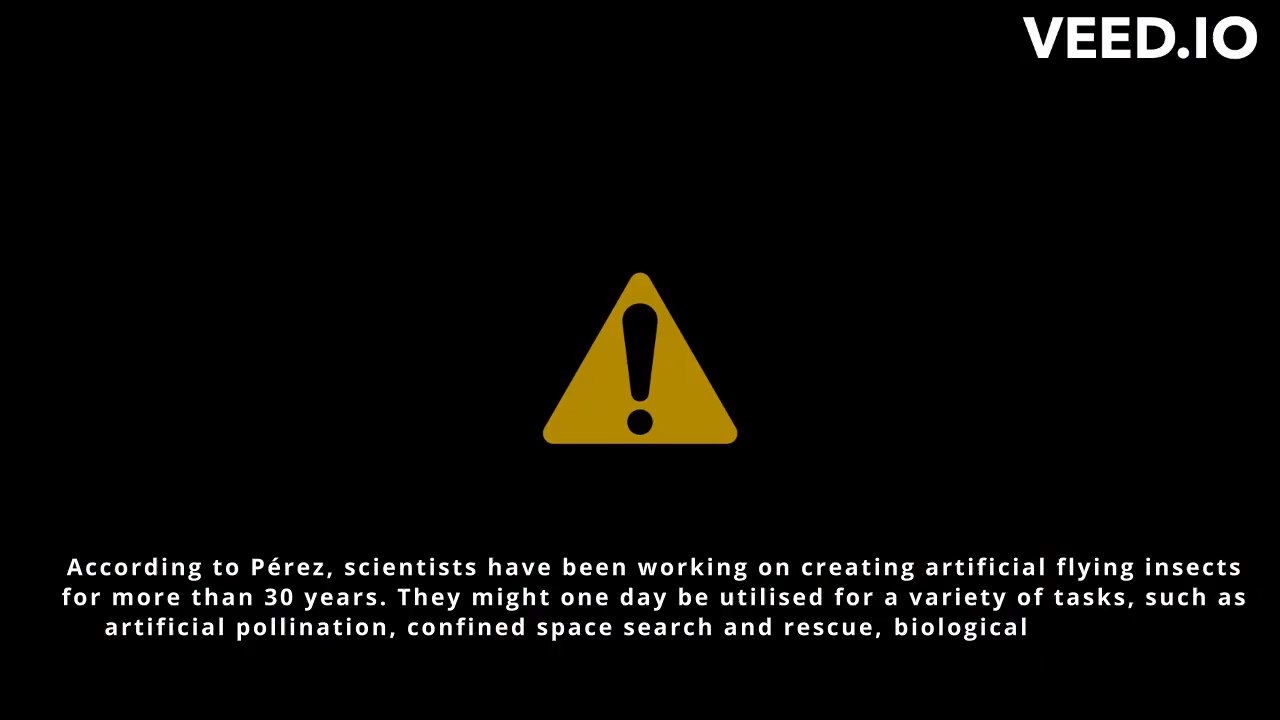 VEED.IO
According to Pérez, scientists have been working on creating artificial flying insects
for more than 30 years. They might one day be utilised for a variety of tasks, such as
artificial pollination, confined space search and rescue, biological